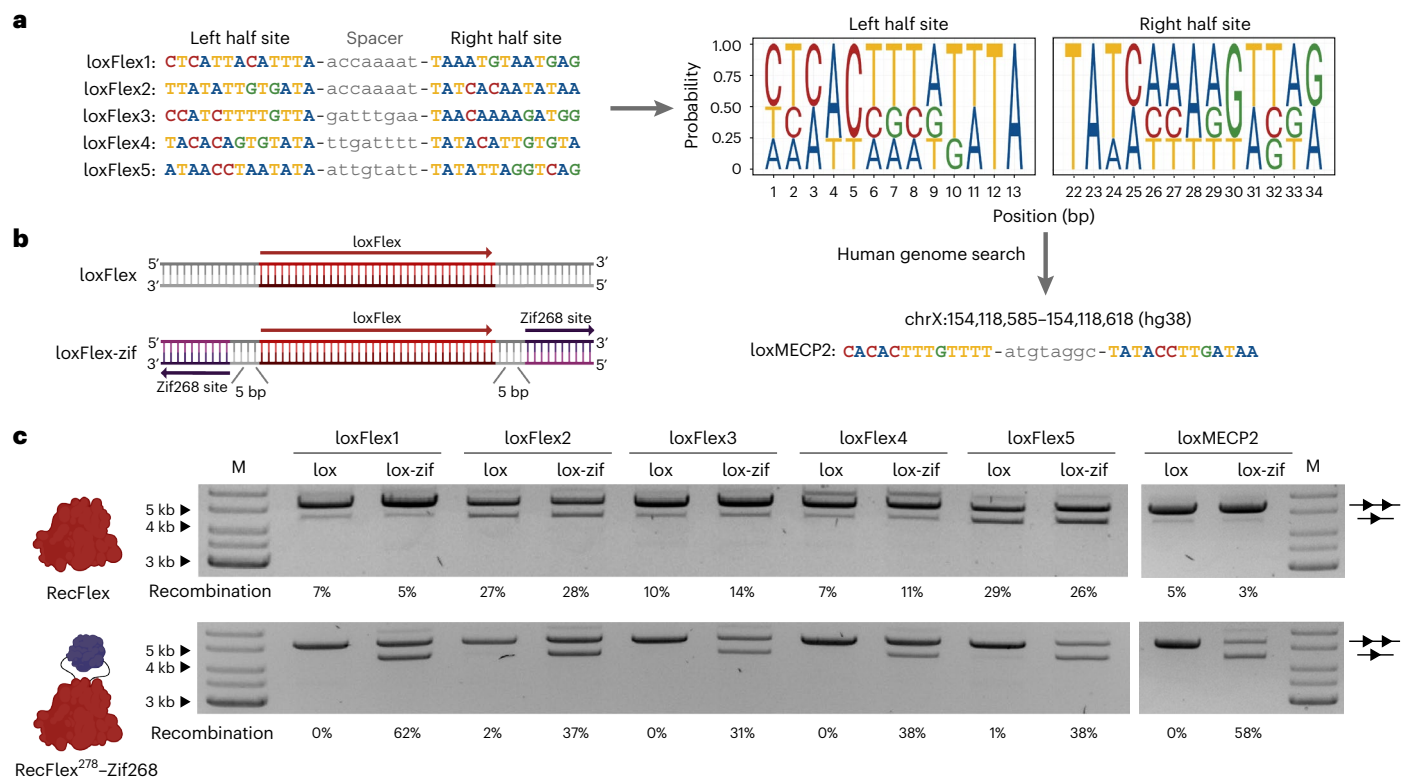 a
Left half site Spacer Right half site
loxFlex1: CTCATTACATTTA-accaaaat-TAAATGTAATGAG
loxFlex2: TTATATTGTGATA-accaaaat-TATCACAATATAA
loxFlex3: CCATCTTTTGTTA-gatttgaa-TAACAAAAGATGG
loxFlex4: TACACAGTGTATA-ttgatttt-TATACATTGTGTA
loxFlex5: ATAACCTAATATA-attgtatt-TATATTAGGTCAG
Left half site Right half site
Probability
1.00
0.75
0.50
0.25
0
1 2 3 4 5 6 7 8 9 10 11 12 13 22 23 24 25 26 27 28 29 30 31 32 33 34
Position (bp)
Human genome search
chrX:154,118,585–154,118,618 (hg38)
loxMECP2: CACACTTTGTTTT-atgtaggc-TATACCTTGATAA
b
loxFlex
loxFlex 5′ 3′
3′ 5′
loxFlex Zif268 site
loxFlex-zif 5′ 3′
3′ 5′
Zif268 site 5 bp 5 bp
c
loxFlex1 loxFlex2 loxFlex3 loxFlex4 loxFlex5 loxMECP2
M lox lox-zif lox lox-zif lox lox-zif lox lox-zif lox lox-zif lox lox-zif M
5 kb
4 kb
3 kb
RecFlex
Recombination 7% 5% 27% 28% 10% 14% 7% 11% 29% 26% 5% 3%
5 kb
4 kb
3 kb
Recombination 0% 62% 2% 37% 0% 31% 0% 38% 1% 38% 0% 58%
RecFlex278–Zif268